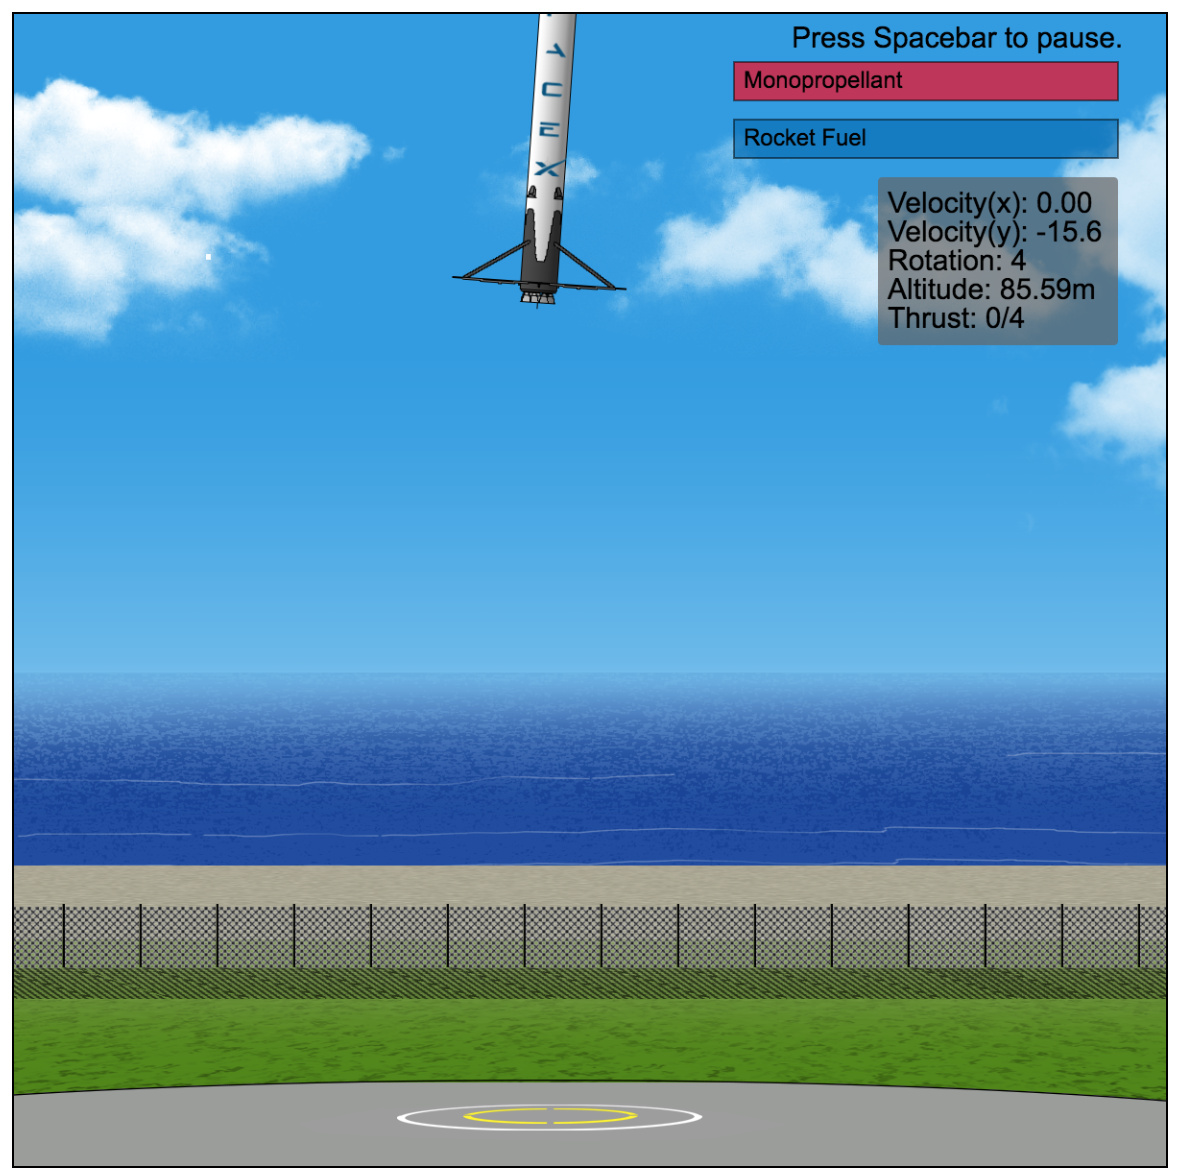 Press Spacebar to pause.
Monopropellant
Rocket Fuel
Velocity(x): 0.00
Velocity(y): -15.6
Rotation: 4
Altitude: 85.59m
Thrust: 0/4
A
C
E
X